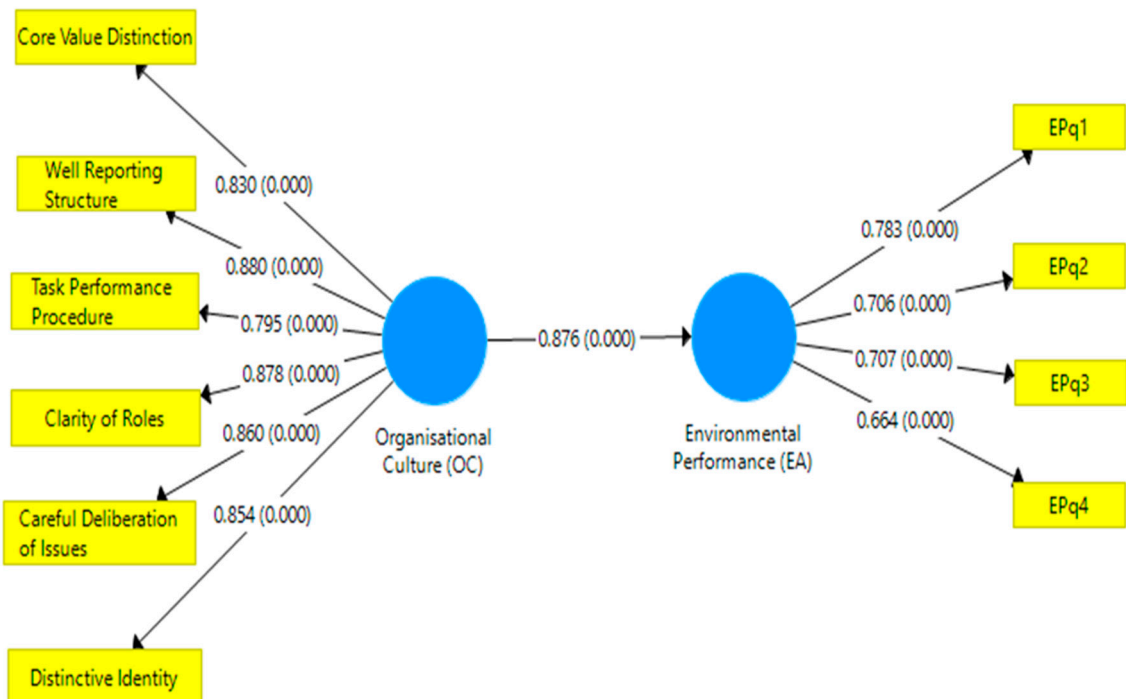 Core Value Distinction
0.830 (0.000)
Well Reporting
Structure
0.880 (0.000)
Task Performance
Procedure
0.795 (0.000)
0.878 (0.000)
Clarity of Roles
0.860 (0.000)
Careful Deliberation
of Issues
0.854 (0.000)
Distinctive Identity
Organisational
Culture (OC)
0.876 (0.000)
Environmental
Performance (EA)
EPq1
0.783 (0.000)
EPq2
0.706 (0.000)
0.707 (0.000)
EPq3
0.664 (0.000)
EPq4